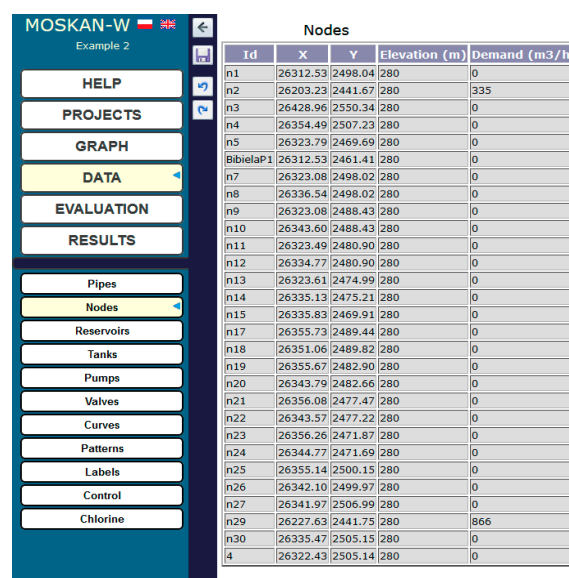 MOSKAN-W
Example 2
HELP
PROJECTS
GRAPH
DATA
EVALUATION
RESULTS
Pipes
Nodes
Reservoirs
Tanks
Pumps
Valves
Curves
Patterns
Labels
Control
Chlorine
Nodes
Id X Y Elevation (m) Demand (m3/h
n1 26312.53 2498.04 280 0
n2 26203.23 2441.67 280 335
n3 26428.96 2550.34 280 0
n4 26354.49 2507.23 280 0
n5 26323.79 2469.69 280 0
BibielaP1 26312.53 2461.41 280 0
n7 26323.08 2498.02 280 0
n8 26336.54 2498.02 280 0
n9 26323.08 2488.43 280 0
n10 26343.60 2488.43 280 0
n11 26323.49 2480.90 280 0
n12 26334.77 2480.90 280 0
n13 26323.61 2474.99 280 0
n14 26335.13 2475.21 280 0
n15 26335.83 2469.91 280 0
n17 26355.73 2489.44 280 0
n18 26351.06 2489.82 280 0
n19 26355.67 2482.90 280 0
n20 26343.79 2482.66 280 0
n21 26356.08 2477.47 280 0
n22 26343.57 2477.22 280 0
n23 26356.26 2471.87 280 0
n24 26344.77 2471.69 280 0
n25 26355.14 2500.15 280 0
n26 26342.10 2499.97 280 0
n27 26341.97 2506.99 280 0
n29 26227.63 2441.75 280 866
n30 26335.47 2505.15 280 0
4 26322.43 2505.14 280 0